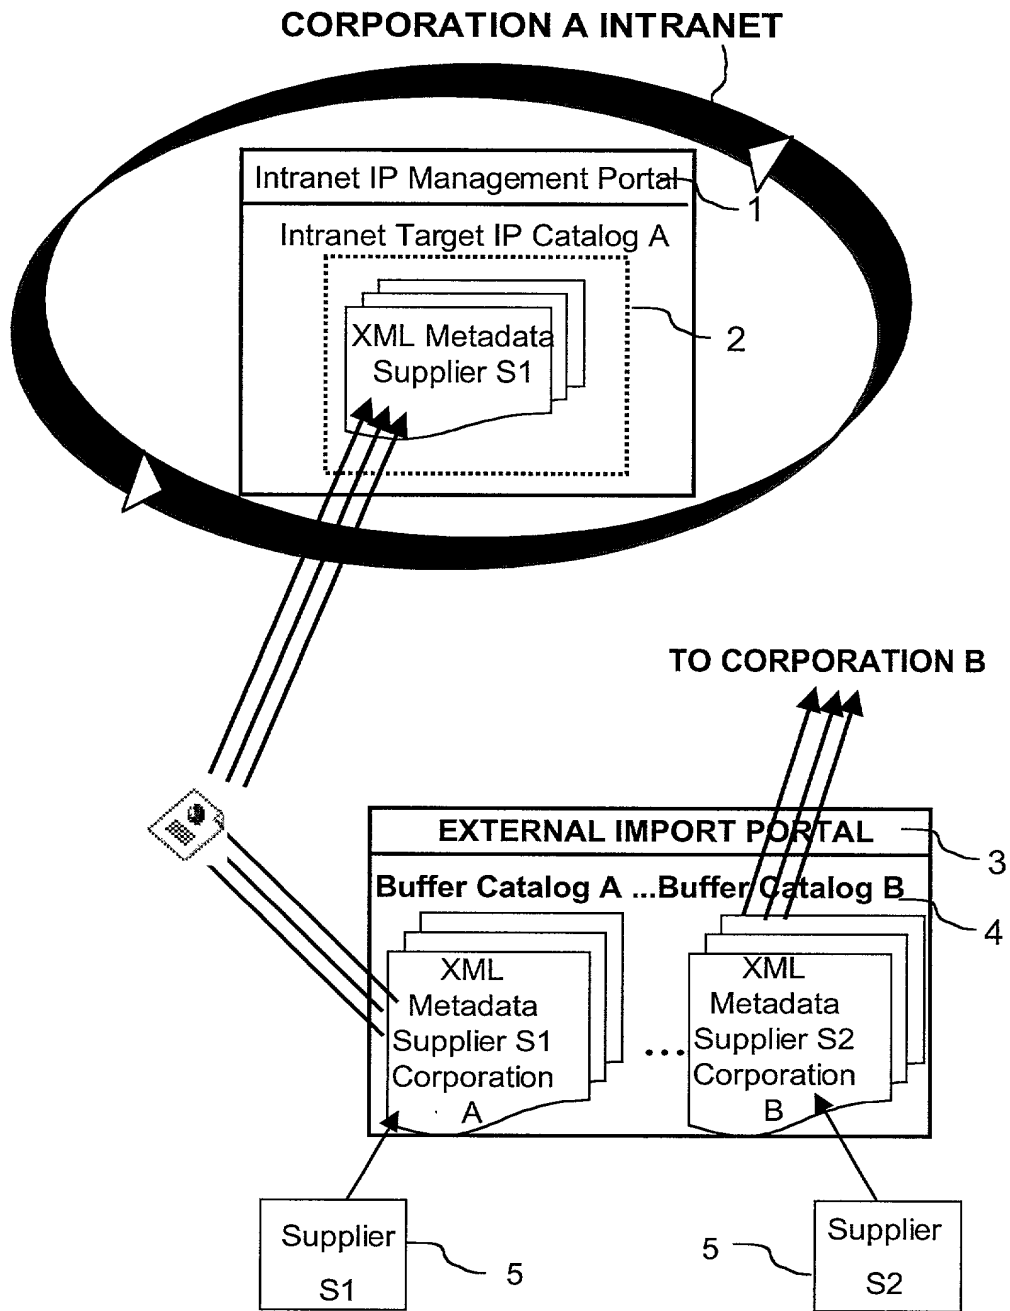 CORPORATION A INTRANET
Intranet IP Management Portal
1
Intranet Target IP Catalog A
2
XML Metadata
Supplier S1
TO CORPORATION B
EXTERNAL IMPORT PORTAL
3
Buffer Catalog A ...Buffer Catalog B
4
XML
Metadata
Supplier S1
Corporation
A
...
XML
Metadata
Supplier S2
Corporation
B
Supplier
S1
5
5
Supplier
S2